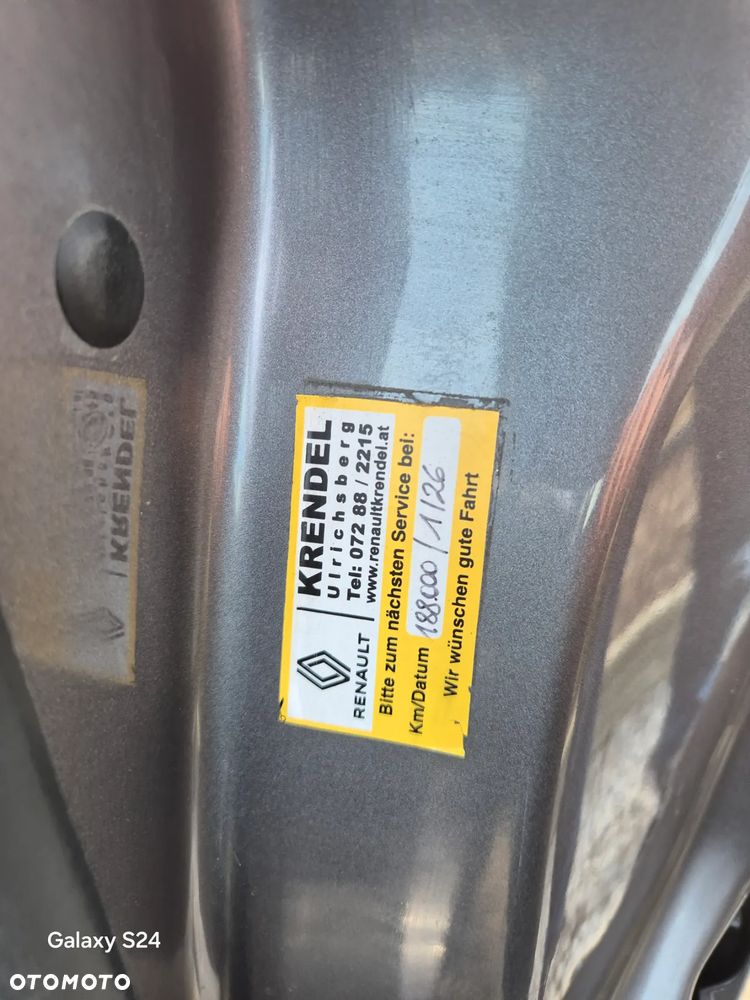 KRENDEL
Ulrichsberg
Tel: 072 88 / 2215
www.renaultkrendel.at
RENAULT
Bitte zum nächsten Service bei:
Km/Datum 188.000 / 1/26
Wir wünschen gute Fahrt
KRENDEL
Galaxy S24
OTOMOTO